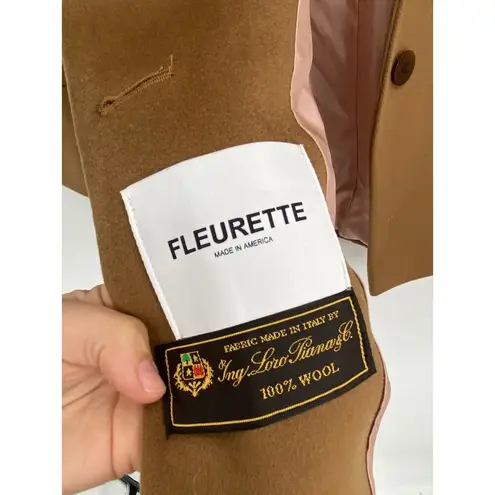 FLEURETTE
MADE IN AMERICA
FABRIC MADE IN ITALY BY
Ing. Loro Piana & C.
100% WOOL